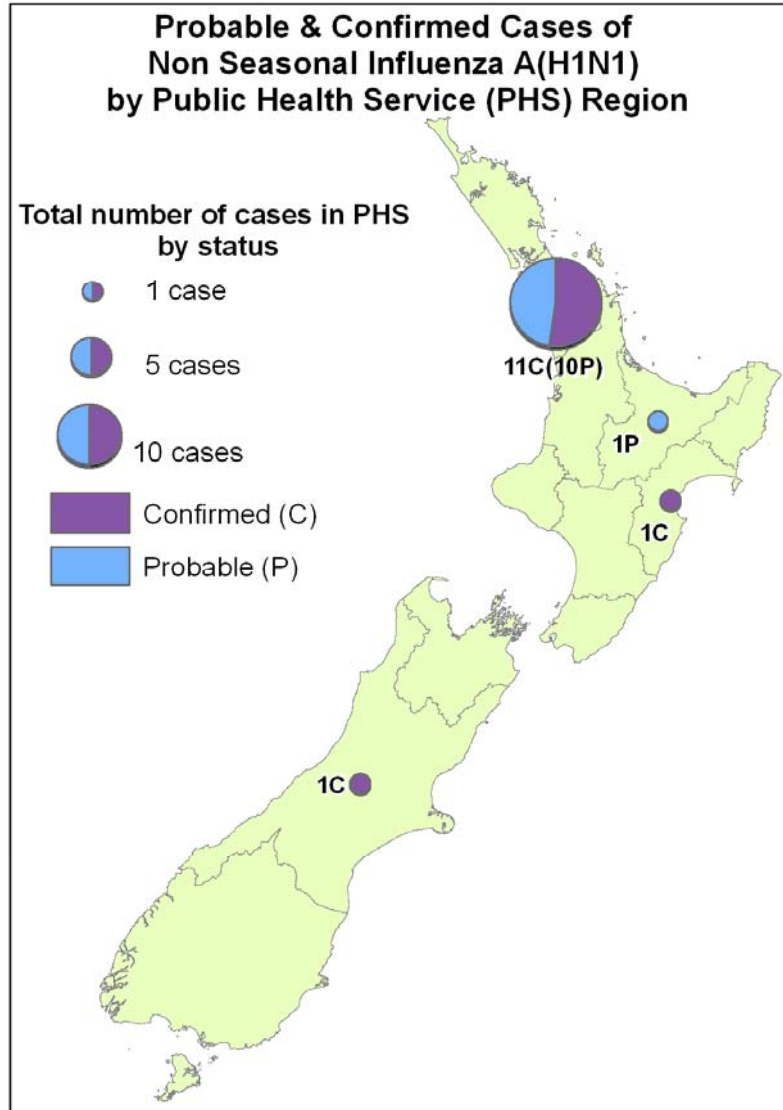 Probable & Confirmed Cases of
Non Seasonal Influenza A(H1N1)
by Public Health Service (PHS) Region
Total number of cases in PHS
by status
1 case
5 cases
10 cases
Confirmed (C)
Probable (P)
11C(10P)
1P
1C
1C